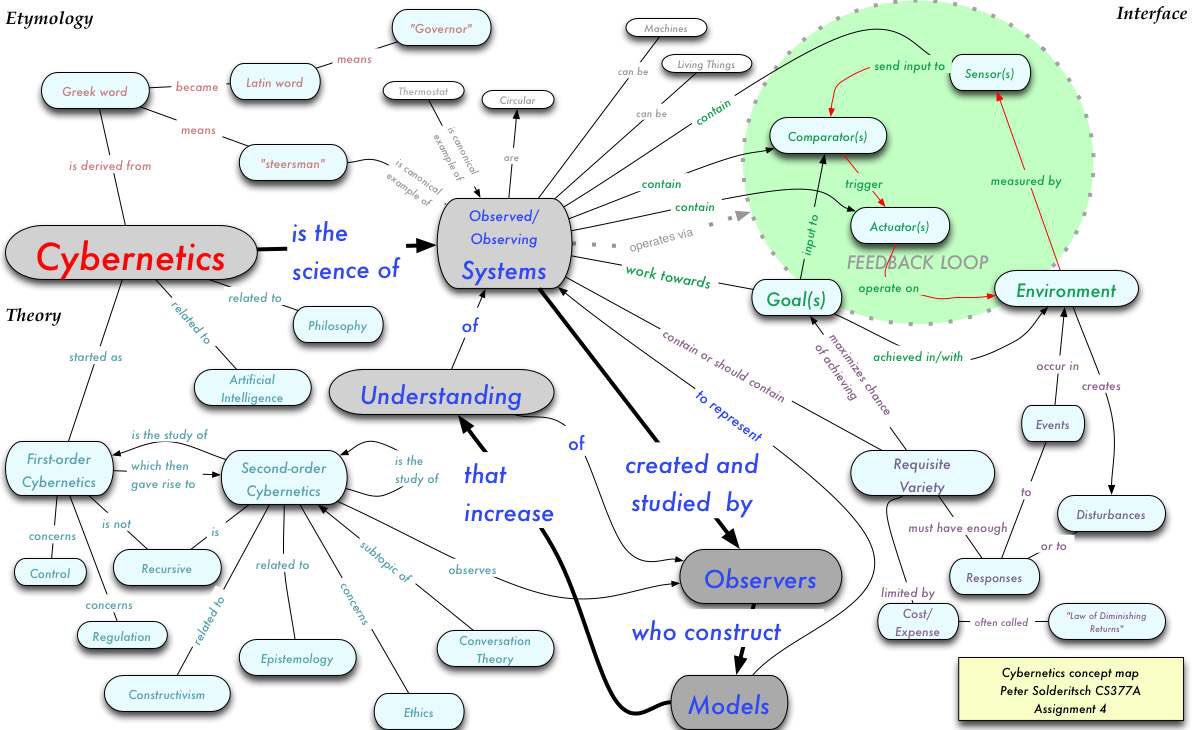 Etymology
Interface
"Governor"
means
Greek word
became
Latin word
means
"steersman"
is derived from
Thermostat
Circular
is canonical
example of
is canonical
example of
are
Machines
Living Things
can be
can be
contain
contain
contain
send input to
Sensor(s)
Comparator(s)
trigger
measured by
Actuator(s)
input to
FEEDBACK LOOP
operate on
operates via
work towards
Goal(s)
Environment
achieved in/with
Cybernetics
is the
science of
Observed/
Observing
Systems
Theory
related to
Philosophy
related to
Artificial
Intelligence
started as
of
Understanding
contain or should contain
maximizes chance
of achieving
to represent
occur in
creates
Events
is the study of
First-order
Cybernetics
which then
gave rise to
Second-order
Cybernetics
is the
study of
that
increase
of
created and
studied by
Requisite
Variety
to
Disturbances
must have enough
or to
Responses
is not
is
concerns
Control
Recursive
concerns
Regulation
related to
related to
concerns
subtopic of
observes
Observers
limited by
Cost/
Expense
often called
"Law of Diminishing
Returns"
who construct
Epistemology
Conversation
Theory
Constructivism
Ethics
Models
Cybernetics concept map
Peter Solderitsch CS377A
Assignment 4